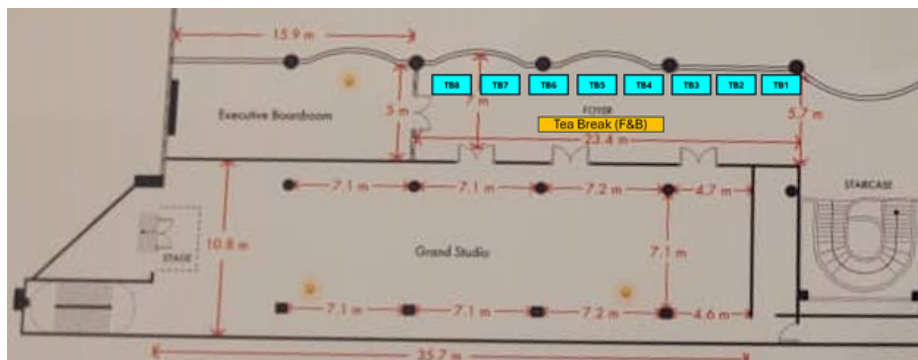 15.9 m
TB8
TB7
TB6
TB5
TB4
TB3
TB2
TB1
5 m
7 m
5.7 m
Executive Boardroom
FOYER
Tea Break (F&B)
23.4 m
7.1 m
7.1 m
7.2 m
4.7 m
STAIRCASE
10.8 m
STAGE
Grand Studio
7.1 m
7.1 m
7.1 m
7.2 m
4.6 m
35.7 m